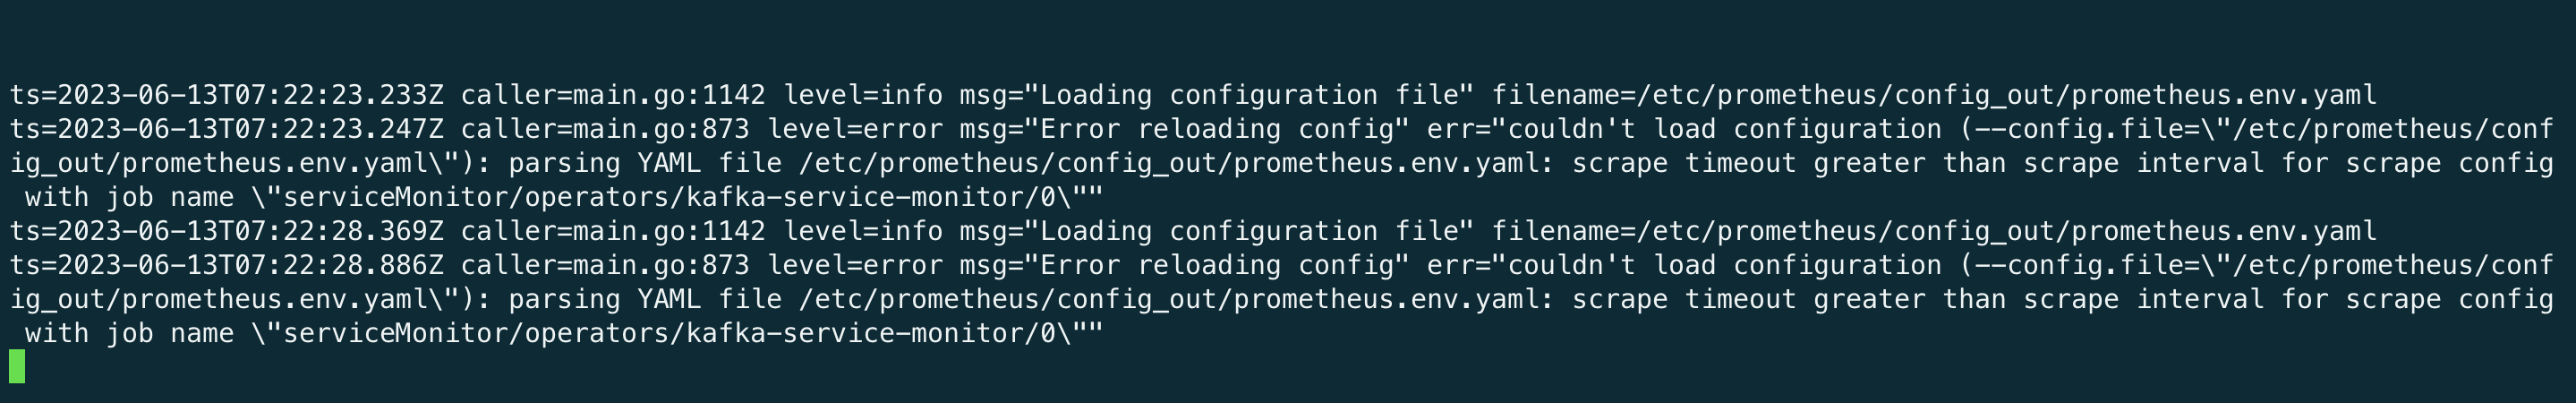 ts=2023-06-13T07:22:23.233Z caller=main.go:1142 level=info msg="Loading configuration file" filename=/etc/prometheus/config_out/prometheus.env.yaml
ts=2023-06-13T07:22:23.247Z caller=main.go:873 level=error msg="Error reloading config" err="couldn't load configuration (--config.file=\"/etc/prometheus/conf
ig_out/prometheus.env.yaml\"): parsing YAML file /etc/prometheus/config_out/prometheus.env.yaml: scrape timeout greater than scrape interval for scrape config
 with job name \"serviceMonitor/operators/kafka-service-monitor/0\""
ts=2023-06-13T07:22:28.369Z caller=main.go:1142 level=info msg="Loading configuration file" filename=/etc/prometheus/config_out/prometheus.env.yaml
ts=2023-06-13T07:22:28.886Z caller=main.go:873 level=error msg="Error reloading config" err="couldn't load configuration (--config.file=\"/etc/prometheus/conf
ig_out/prometheus.env.yaml\"): parsing YAML file /etc/prometheus/config_out/prometheus.env.yaml: scrape timeout greater than scrape interval for scrape config
 with job name \"serviceMonitor/operators/kafka-service-monitor/0\""